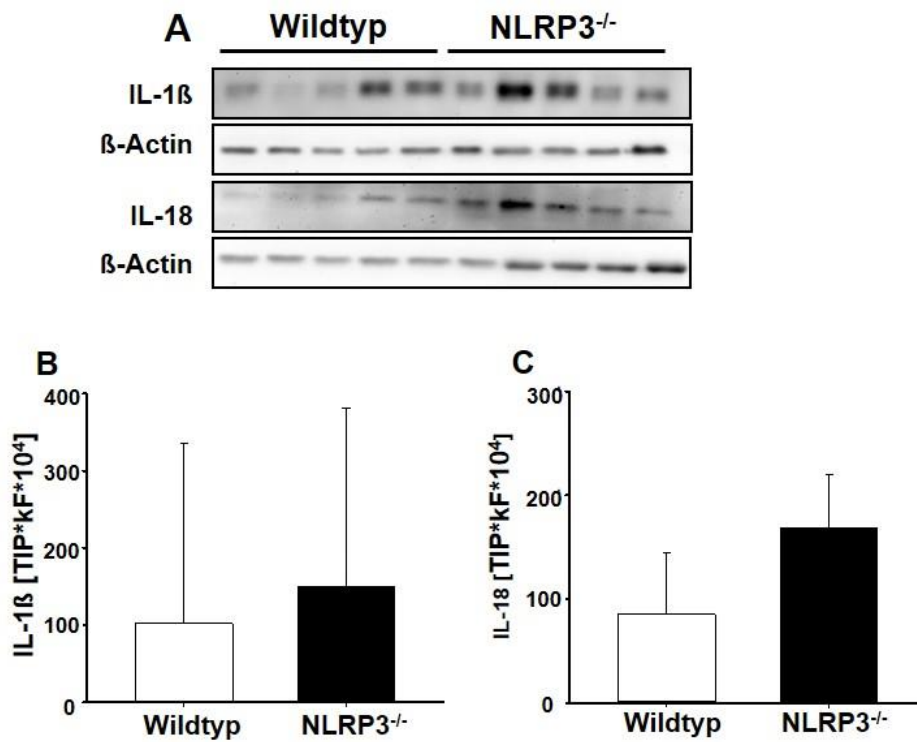 A
Wildtyp NLRP3-/-
IL-1ß
ß-Actin
IL-18
ß-Actin
B
400
300
150
100
0
IL-1ß [TIP*kF*10⁴]
Wildtyp NLRP3-/-
C
300
200
100
0
IL-18 [TIP*kF*10⁴]
Wildtyp NLRP3-/-